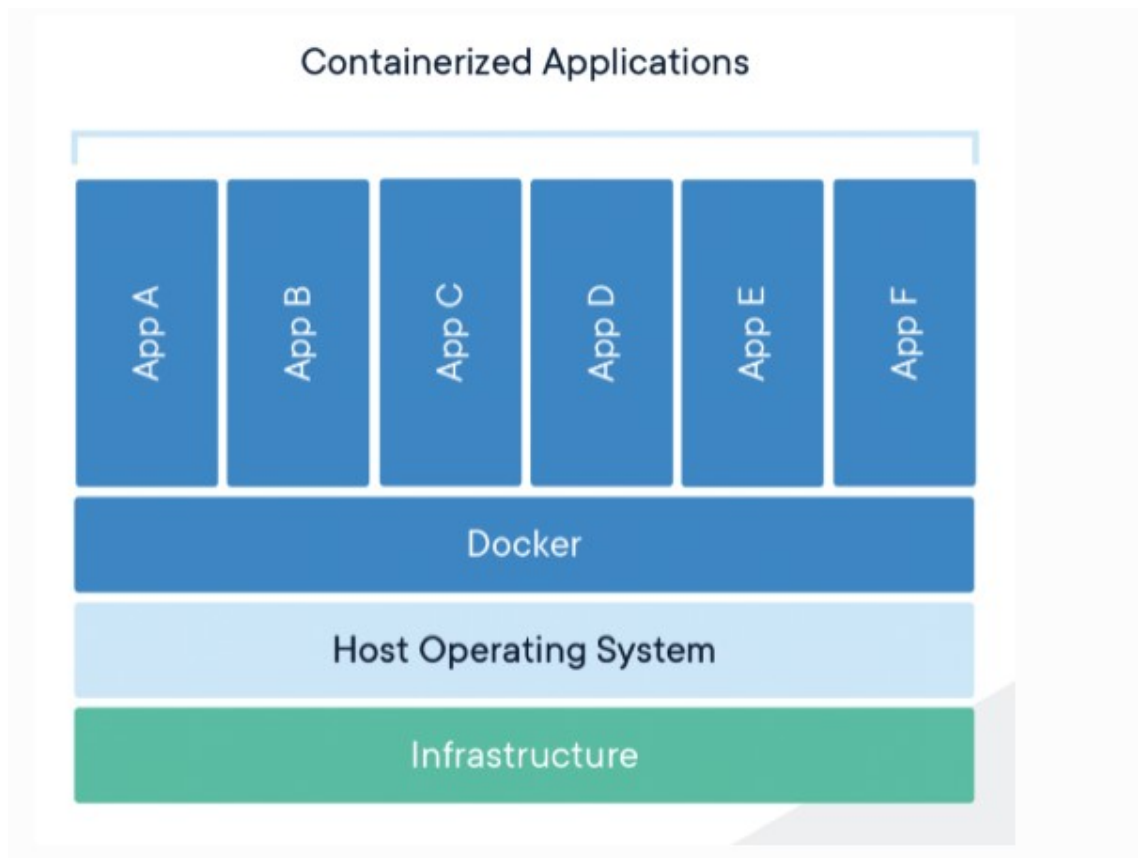 Containerized Applications
App A
App B
App C
App D
App E
App F
Docker
Host Operating System
Infrastructure